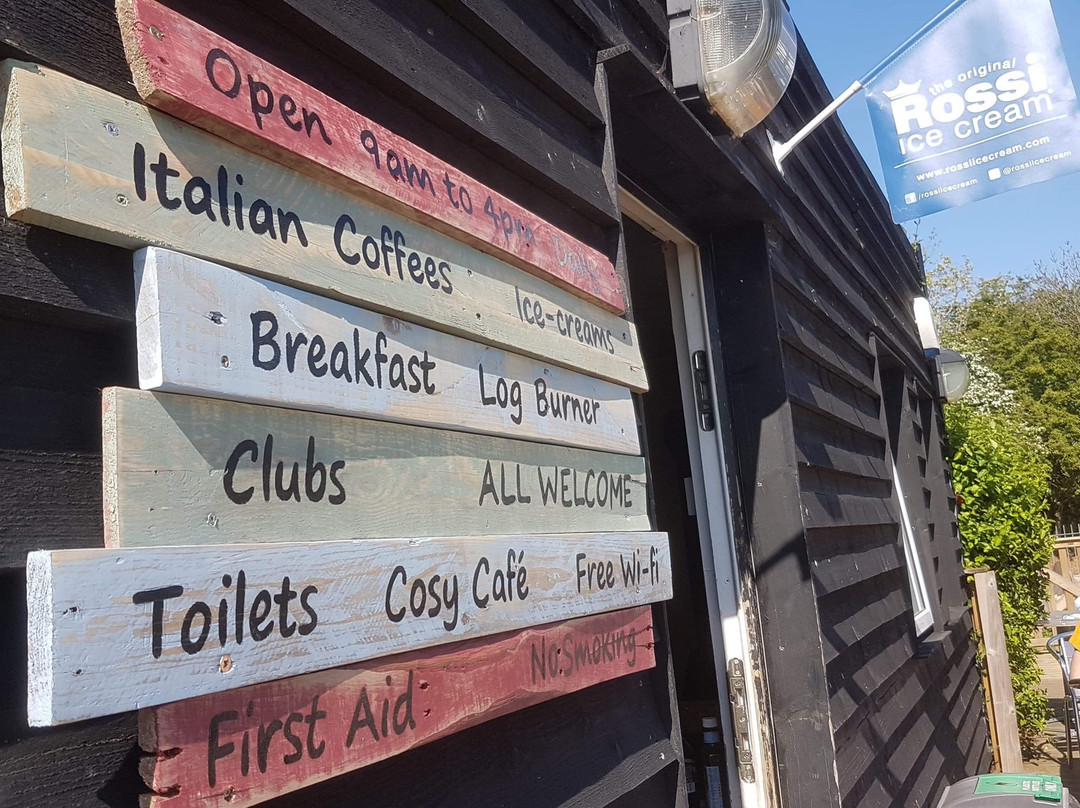 Open 9am to 4pm Daily
Italian Coffees Ice-creams
Breakfast Log Burner
Clubs ALL WELCOME
Toilets Cosy Café Free Wi-fi
First Aid No Smoking
the original
Rossi
ice cream
www.rossiicecream.com
/rossiicecream @rossiicecream